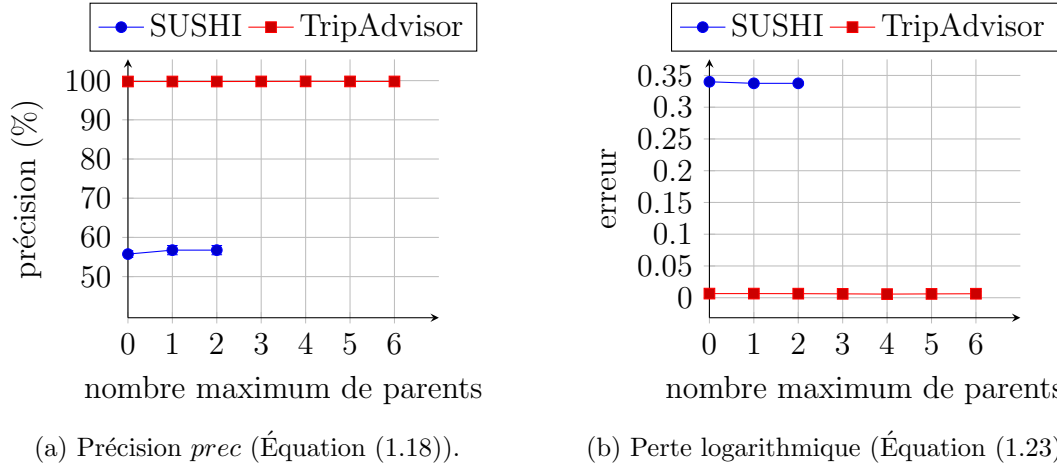 SUSHI TripAdvisor
100
90
80
70
60
50
précision (%)
0 1 2 3 4 5 6
nombre maximum de parents
(a) Précision prec (Équation (1.18)).
SUSHI TripAdvisor
0.35
0.3
0.25
0.2
0.15
0.1
0.05
0
erreur
0 1 2 3 4 5 6
nombre maximum de parents
(b) Perte logarithmique (Équation (1.23)